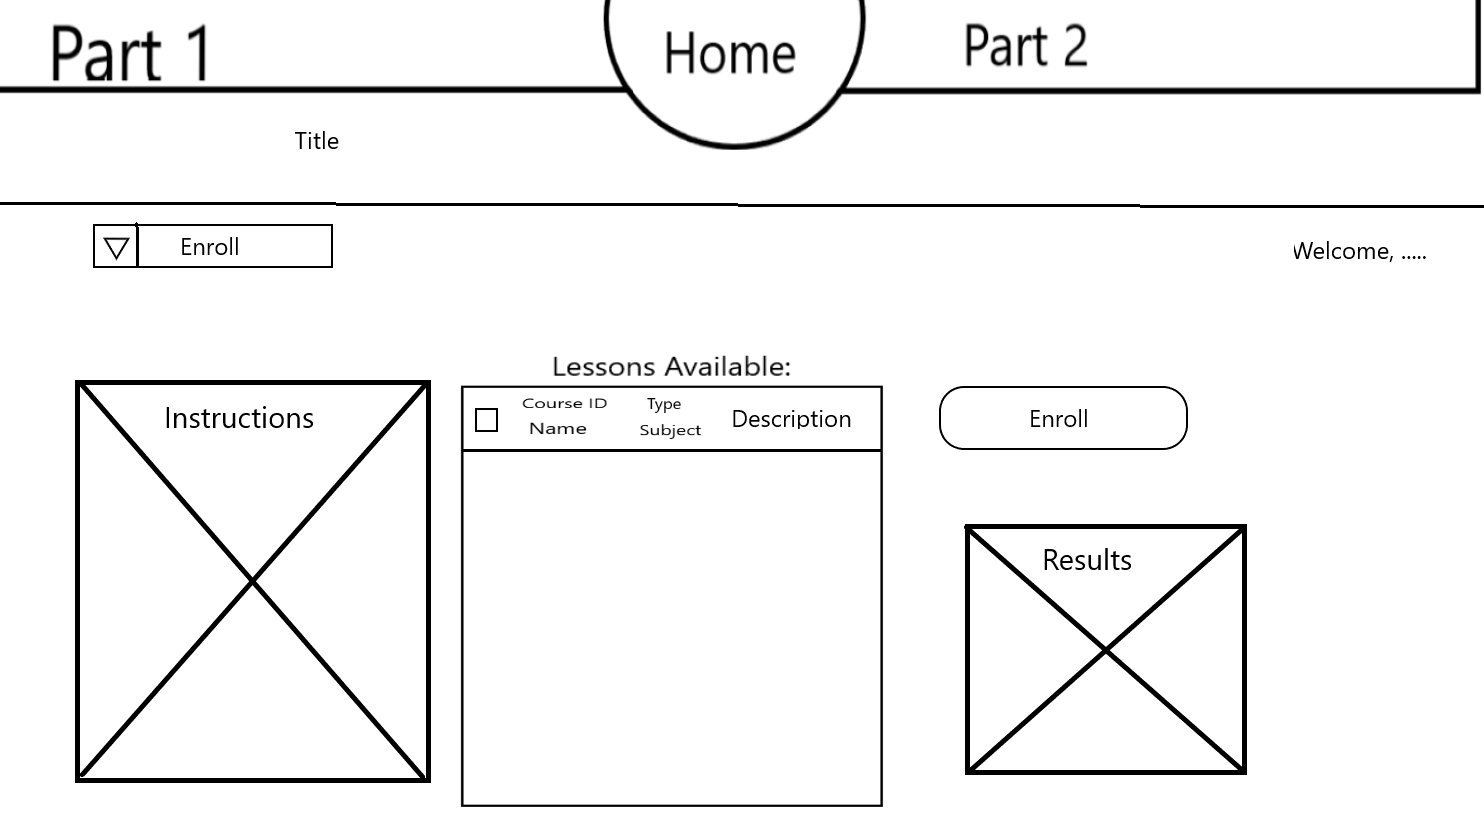 Part 1
Home
Part 2
Title
Enroll
Welcome, .....
Lessons Available:
Instructions
Course ID
Name
Type
Subject
Description
Enroll
Results